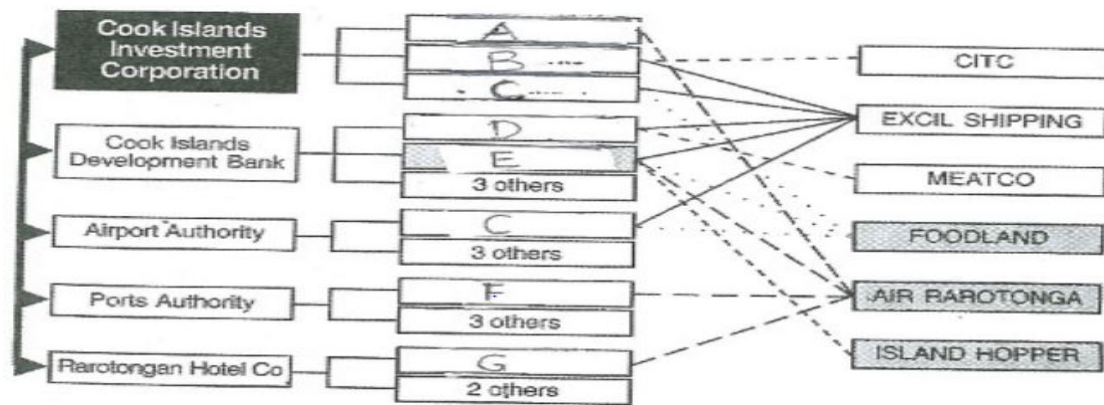 Cook Islands
Investment
Corporation
A
B
C
Cook Islands
Development Bank
D
E
3 others
Airport Authority
C
3 others
Ports Authority
F
3 others
Rarotongan Hotel Co
G
2 others
CITC
EXCIL SHIPPING
MEATCO
FOODLAND
AIR RAROTONGA
ISLAND HOPPER